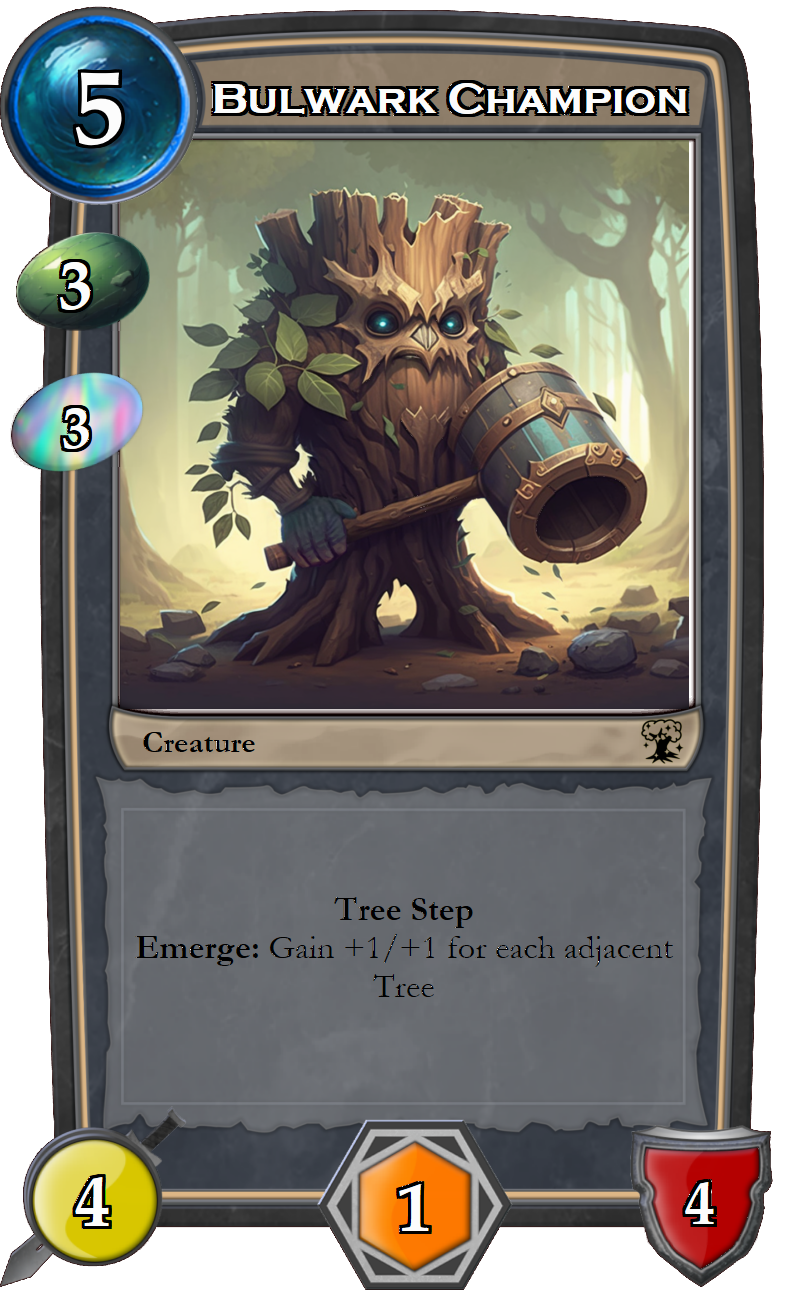 5
Bulwark Champion
3
3
Creature
Tree Step
Emerge: Gain +1/+1 for each adjacent
Tree
4
1
4